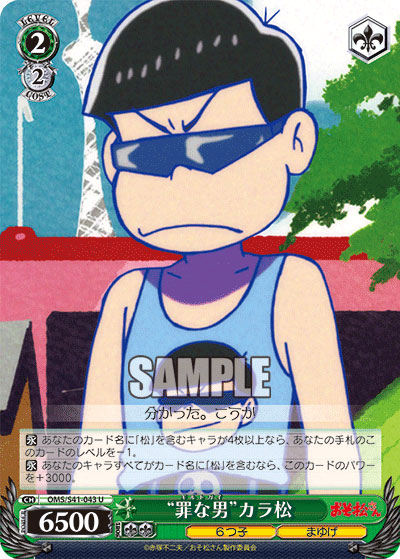 LEVEL
2
2
COST
SAMPLE
分かった。こうか
永 あなたのカード名に「松」を含むキャラが4枚以上なら、あなたの手札のこ
のカードのレベルを-1。
永 あなたのキャラすべてがカード名に「松」を含むなら、このカードのパワー
を+3000。
CH OMS/S41-043 U
6500
ギルトガイ
“罪な男”カラ松
おそ松さん
6つ子
まゆげ
©赤塚不二夫/おそ松さん製作委員会